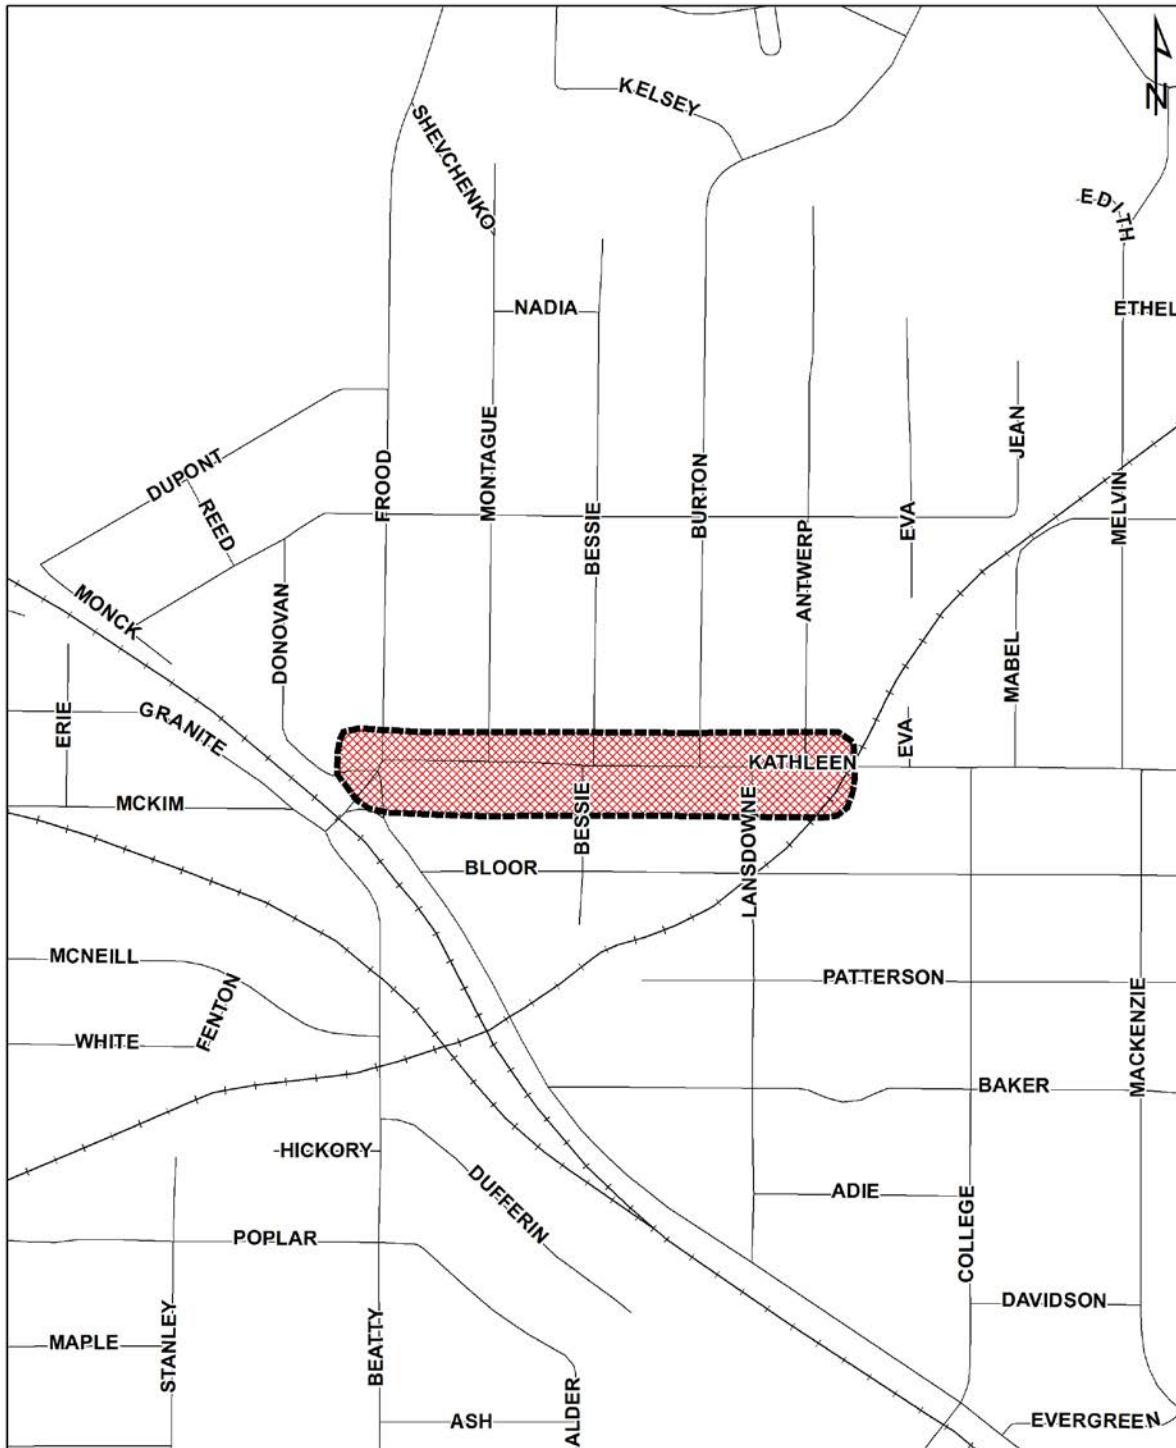 N
KELSEY
SHEVCHENKO
EDITH
NADIA
ETHEL
DUPONT
REED
FROOD
MONTAGUE
BESSIE
BURTON
ANTWERP
EVA
JEAN
MELVIN
MONCK
DONOVAN
MABEL
ERIE
GRANITE
EVA
KATHLEEN
MCKIM
BESSIE
LANSDOWNE
BLOOR
MCNEILL
FENTON
WHITE
PATTERSON
MACKENZIE
BAKER
HICKORY
DUFFERIN
ADIE
COLLEGE
POPLAR
STANLEY
BEATTY
DAVIDSON
MAPLE
ALDER
ASH
EVERGREEN